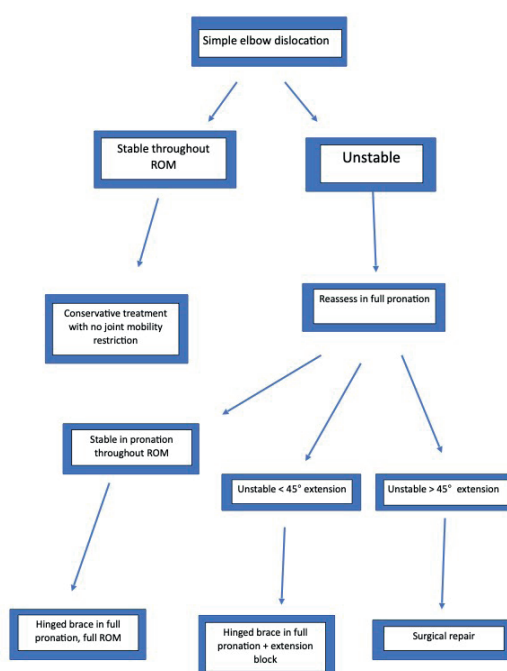 Simple elbow dislocation
Stable throughout
ROM
Unstable
Conservative treatment
with no joint mobility
restriction
Reassess in full pronation
Stable in pronation
throughout ROM
Unstable < 45° extension
Unstable > 45° extension
Hinged brace in full
pronation, full ROM
Hinged brace in full
pronation + extension
block
Surgical repair